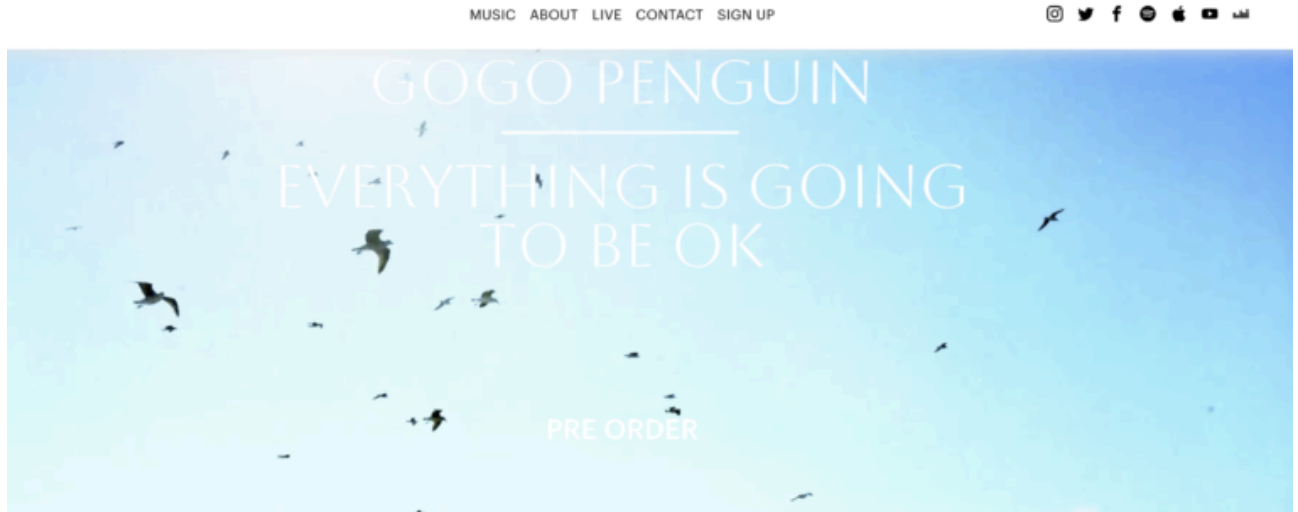 MUSIC ABOUT LIVE CONTACT SIGN UP
GOGO PENGUIN
EVERYTHING IS GOING
TO BE OK
PRE ORDER